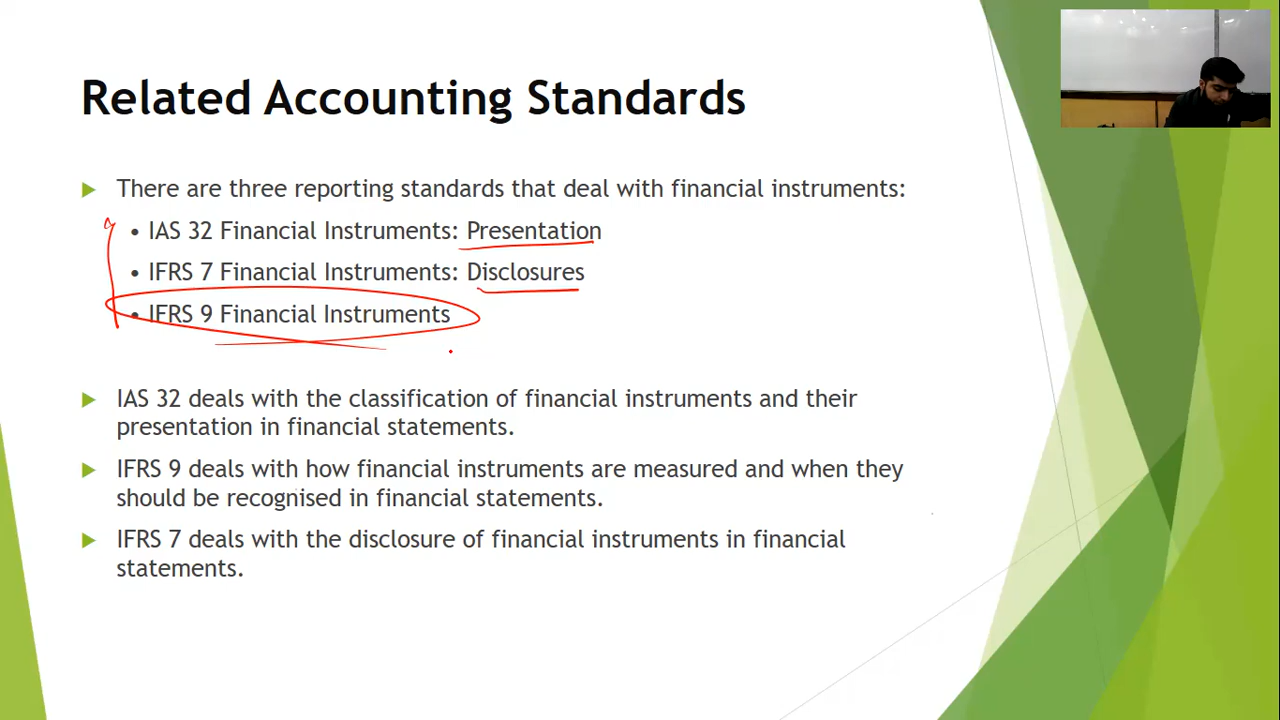 Related Accounting Standards
There are three reporting standards that deal with financial instruments:
• IAS 32 Financial Instruments: Presentation
• IFRS 7 Financial Instruments: Disclosures
• IFRS 9 Financial Instruments
IAS 32 deals with the classification of financial instruments and their
presentation in financial statements.
IFRS 9 deals with how financial instruments are measured and when they
should be recognised in financial statements.
IFRS 7 deals with the disclosure of financial instruments in financial
statements.